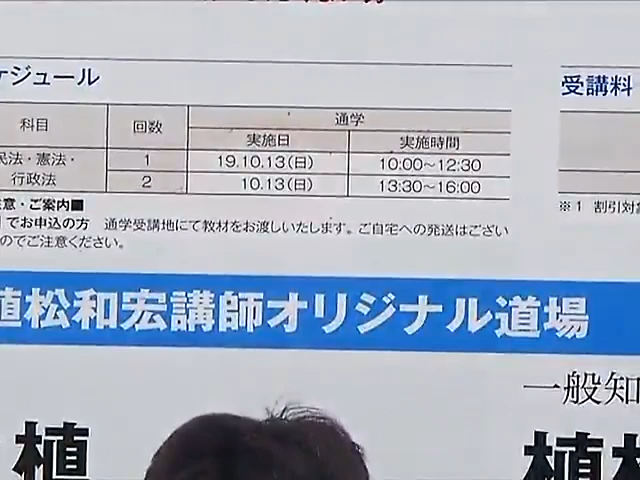 ケジュール
受講料
科目 回数 通学
実施日 実施時間
民法・憲法・
行政法
1 19.10.13(日) 10:00〜12:30
2 10.13(日) 13:30〜16:00
意・ご案内■
でお申込の方 通学受講地にて教材をお渡しいたします。ご自宅への発送はござい
のでご注意ください。
※1 割引対象
植松和宏講師オリジナル道場
一般知
植
植松